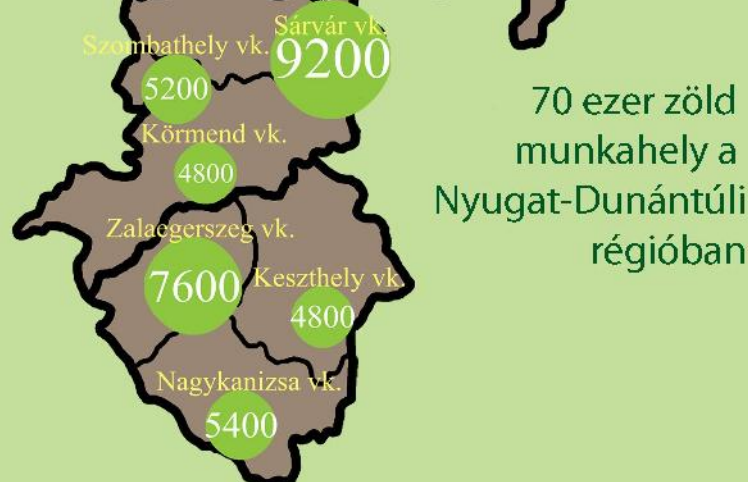 Sárvár vk.
9200
Szombathely vk.
5200
Körmend vk.
4800
Zalaegerszeg vk.
7600
Keszthely vk.
4800
Nagykanizsa vk.
5400
70 ezer zöld
munkahely a
Nyugat-Dunántúli
régióban